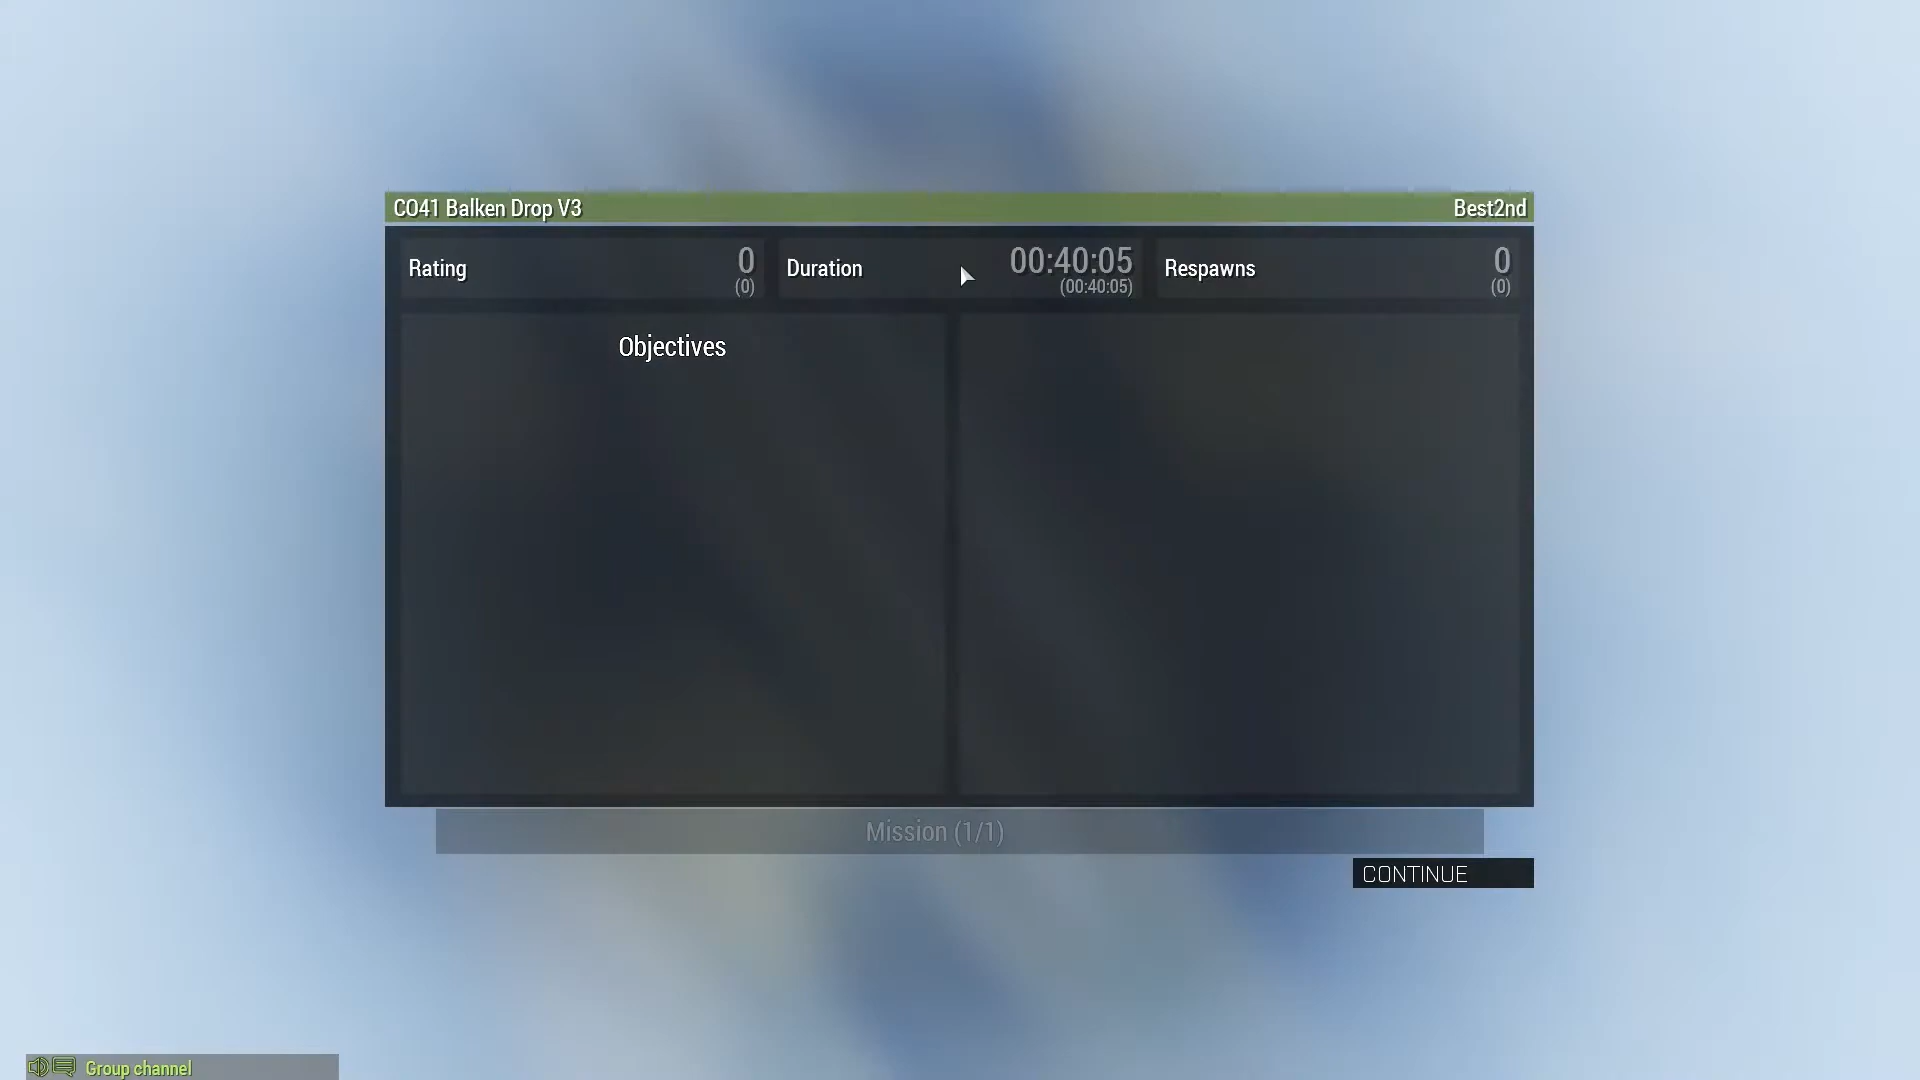 CO41 Balken Drop V3 Best2nd
Rating 0 Duration 00:40:05 Respawns 0
(0) (00:40:05) (0)
Objectives
Mission (1/1)
CONTINUE
Group channel